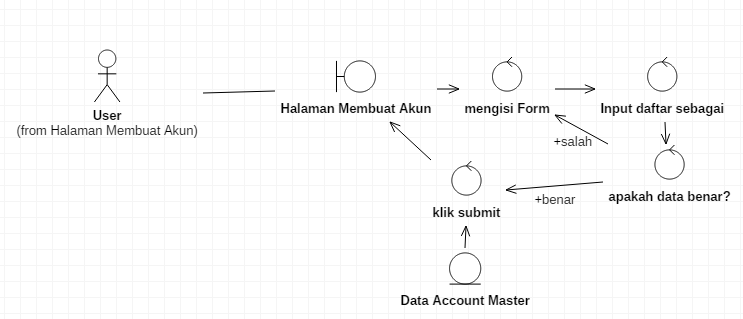 User
(from Halaman Membuat Akun)
Halaman Membuat Akun
mengisi Form
Input daftar sebagai
+salah
apakah data benar?
+benar
klik submit
Data Account Master